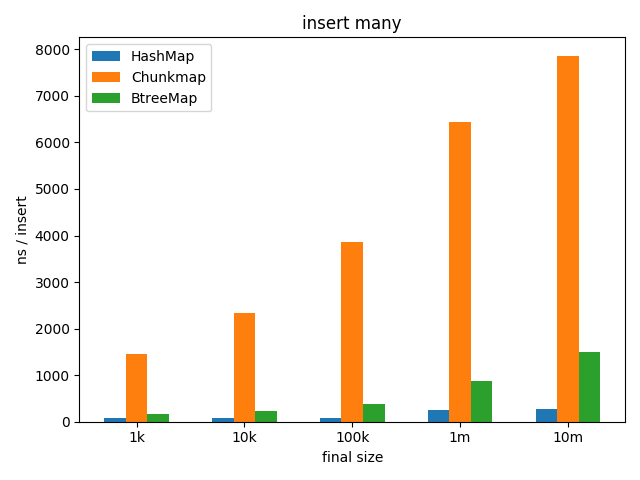 insert many
HashMap
Chunkmap
BtreeMap
8000
7000
6000
5000
4000
3000
2000
1000
0
ns / insert
1k 10k 100k 1m 10m
final size